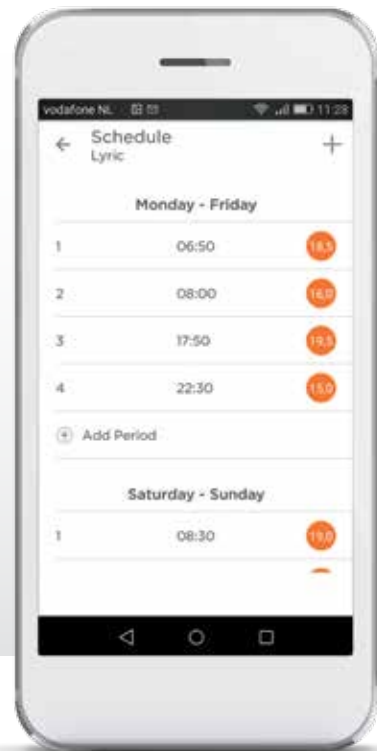 vodafone NL 11:28
Schedule
Lyric
Monday - Friday
1 06:50 18,5
2 08:00 16,0
3 17:50 19,5
4 22:30 15,0
Add Period
Saturday - Sunday
1 08:30 19,0